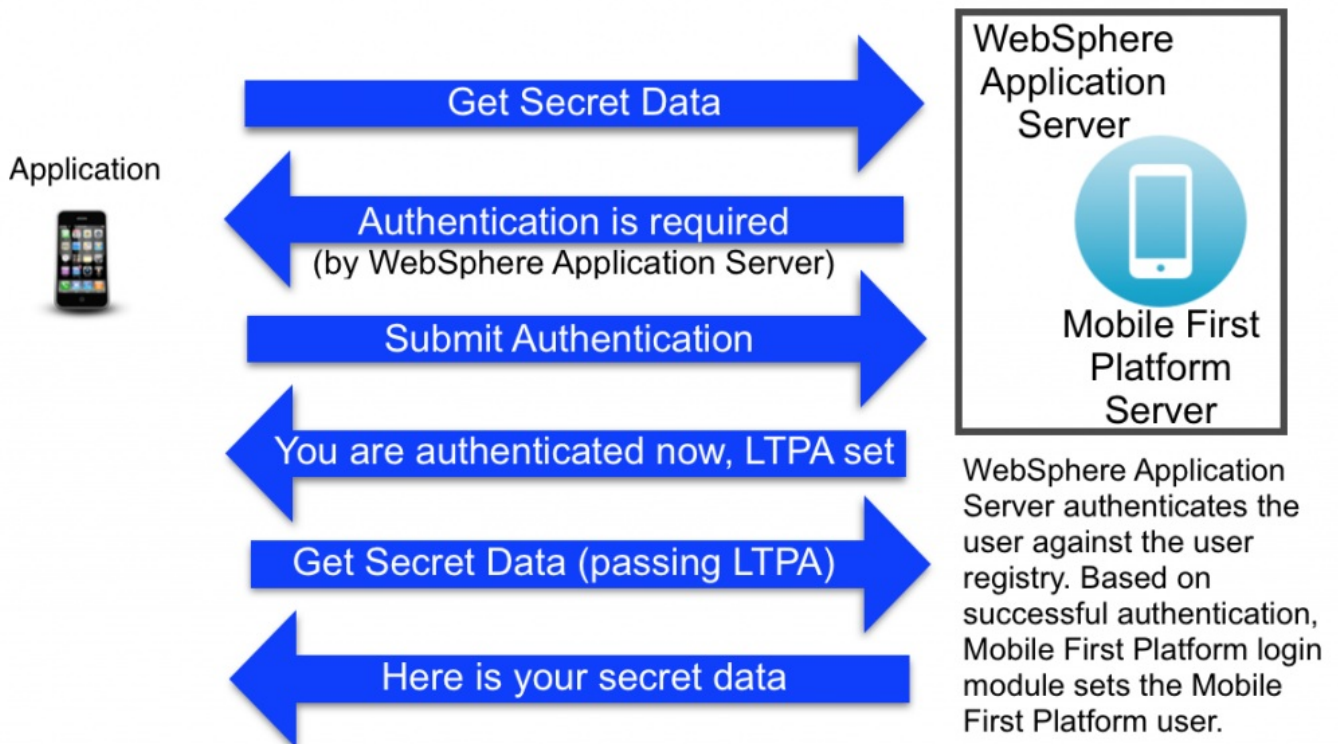 WebSphere
Application
Server
Get Secret Data
Application
Authentication is required
(by WebSphere Application Server)
Submit Authentication
Mobile First
Platform
Server
You are authenticated now, LTPA set
Get Secret Data (passing LTPA)
Here is your secret data
WebSphere Application
Server authenticates the
user against the user
registry. Based on
successful authentication,
Mobile First Platform login
module sets the Mobile
First Platform user.